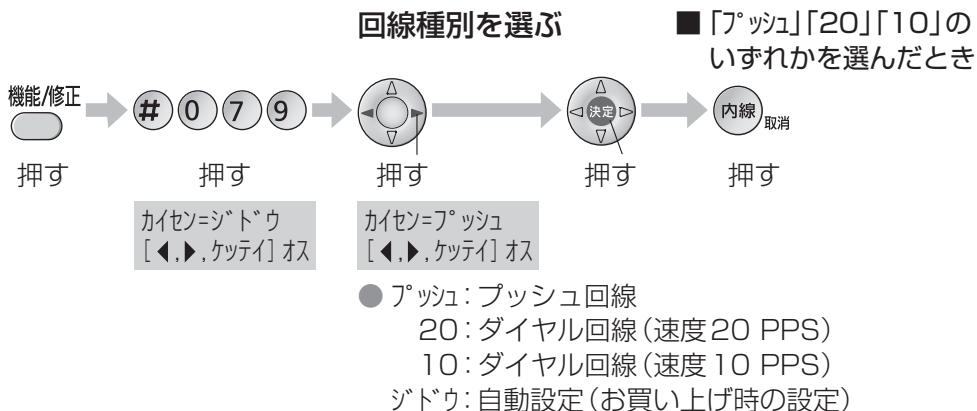 回線種別を選ぶ
■「プッシュ」「20」「10」の
いずれかを選んだとき
機能/修正
# 0 7 9
決定
内線 取消
押す 押す 押す 押す 押す
カイセン=ジドウ
[◀,▶,ケッテイ] オス
カイセン=プッシュ
[◀,▶,ケッテイ] オス
●プッシュ:プッシュ回線
20:ダイヤル回線(速度20 PPS)
10:ダイヤル回線(速度10 PPS)
ジドウ:自動設定(お買い上げ時の設定)